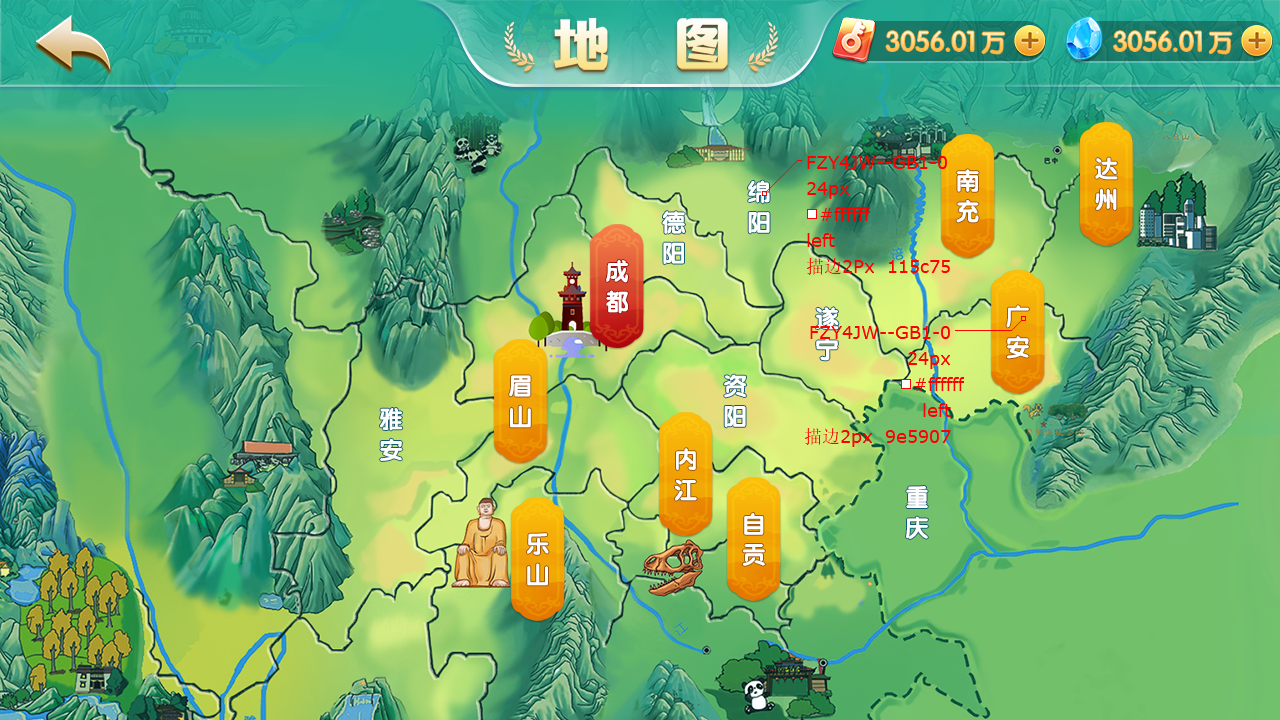 地 图
3056.01万
3056.01万
南充
达州
绵阳
德阳
成都
FZY4JW--GB1-0
24px
#ffffff
left
描边2Px 115c75
遂宁
广安
FZY4JW--GB1-0
24px
#ffffff
left
描边2px 9e5907
眉山
资阳
雅安
内江
重庆
自贡
乐山
江
巴中